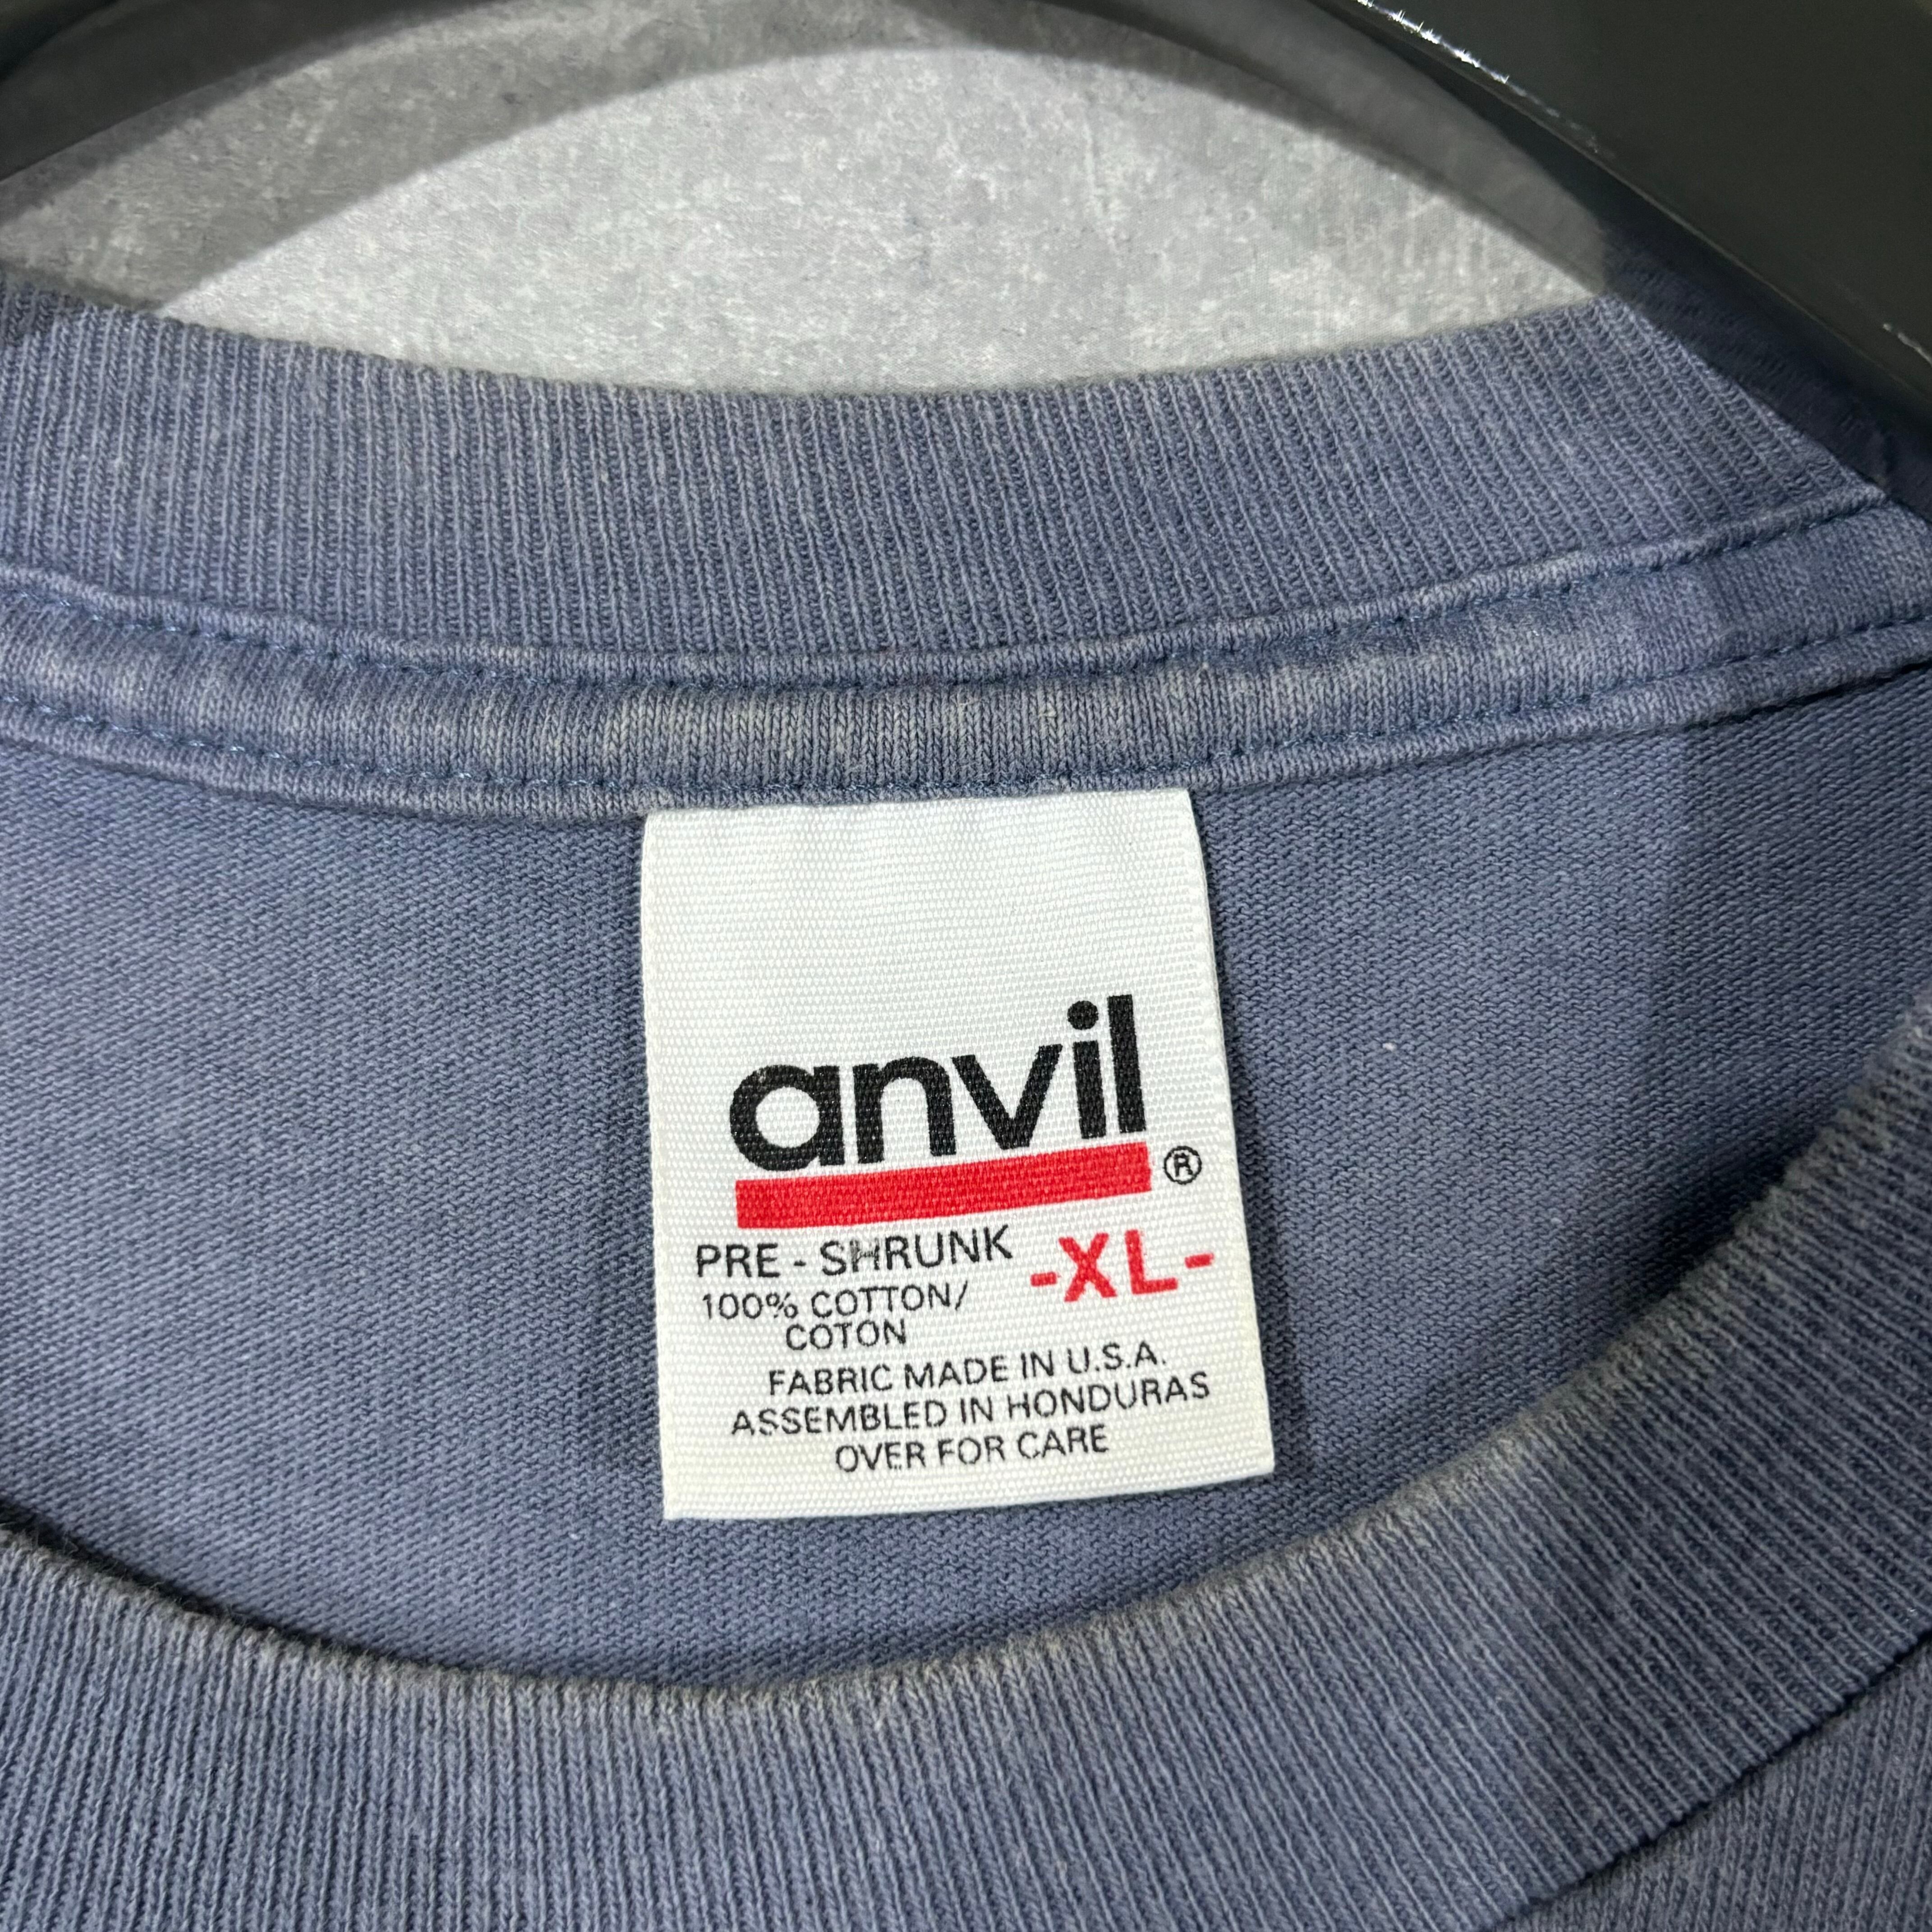 anvil®
PRE - SHRUNK
-XL-
100% COTTON/
COTON
FABRIC MADE IN U.S.A.
ASSEMBLED IN HONDURAS
OVER FOR CARE